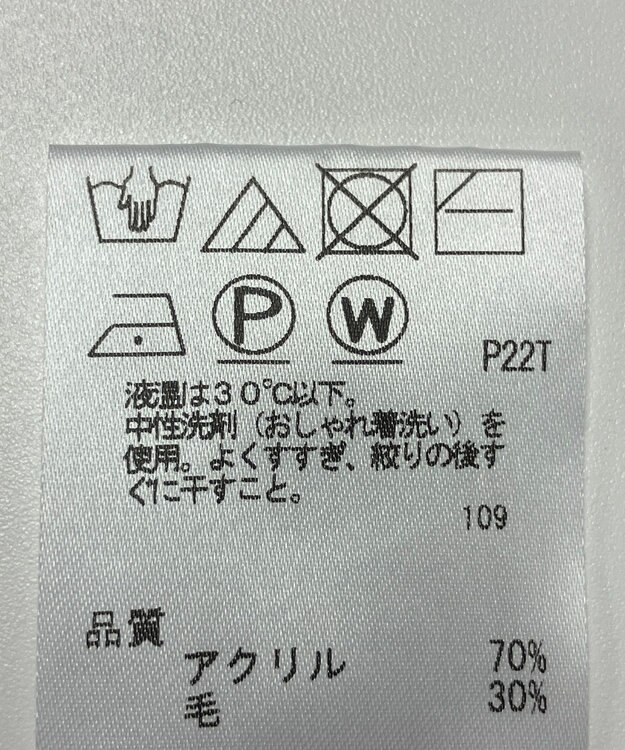 P
W
P22T
液温は30℃以下。
中性洗剤（おしゃれ着洗い）を
使用。よくすすぎ、絞りの後す
ぐに干すこと。
109
品質
アクリル 70%
毛 30%